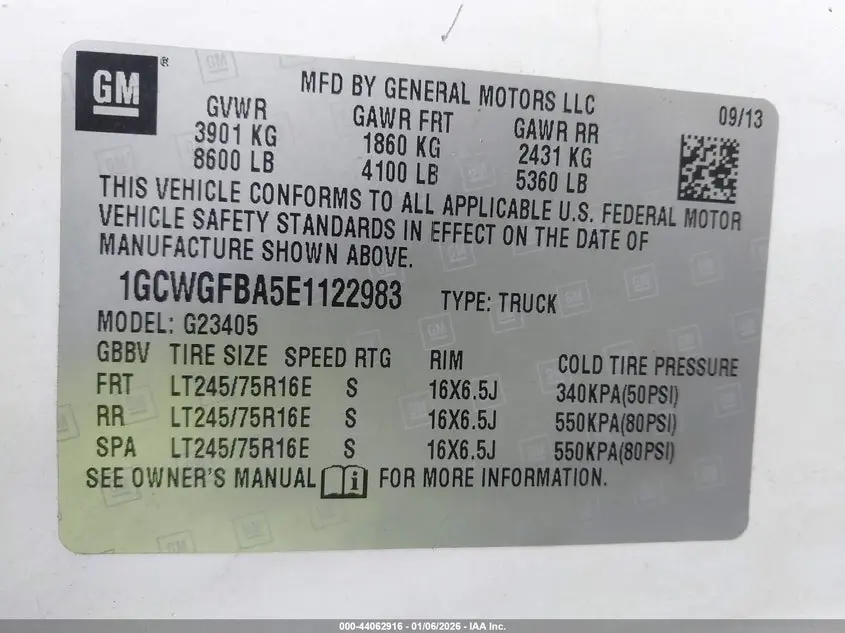 GM ®
MFD BY GENERAL MOTORS LLC
09/13
GVWR GAWR FRT GAWR RR
3901 KG 1860 KG 2431 KG
8600 LB 4100 LB 5360 LB
THIS VEHICLE CONFORMS TO ALL APPLICABLE U.S. FEDERAL MOTOR
VEHICLE SAFETY STANDARDS IN EFFECT ON THE DATE OF
MANUFACTURE SHOWN ABOVE.
1GCWGFBA5E1122983 TYPE: TRUCK
MODEL: G23405
GBBV TIRE SIZE SPEED RTG RIM COLD TIRE PRESSURE
FRT LT245/75R16E S 16X6.5J 340KPA(50PSI)
RR LT245/75R16E S 16X6.5J 550KPA(80PSI)
SPA LT245/75R16E S 16X6.5J 550KPA(80PSI)
SEE OWNER'S MANUAL i FOR MORE INFORMATION.
000-44062916 - 01/06/2026 - IAA Inc.